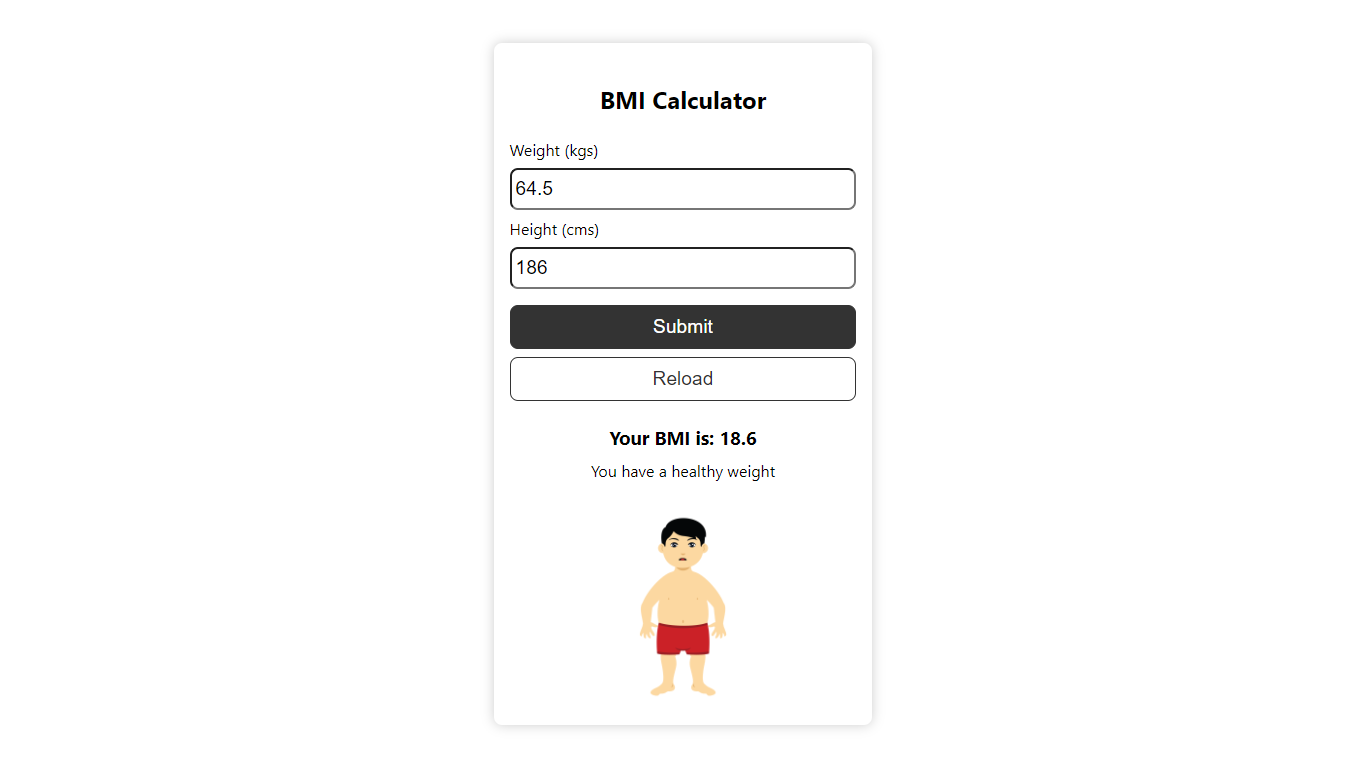 BMI Calculator
Weight (kgs)
64.5
Height (cms)
186
Submit
Reload
Your BMI is: 18.6
You have a healthy weight